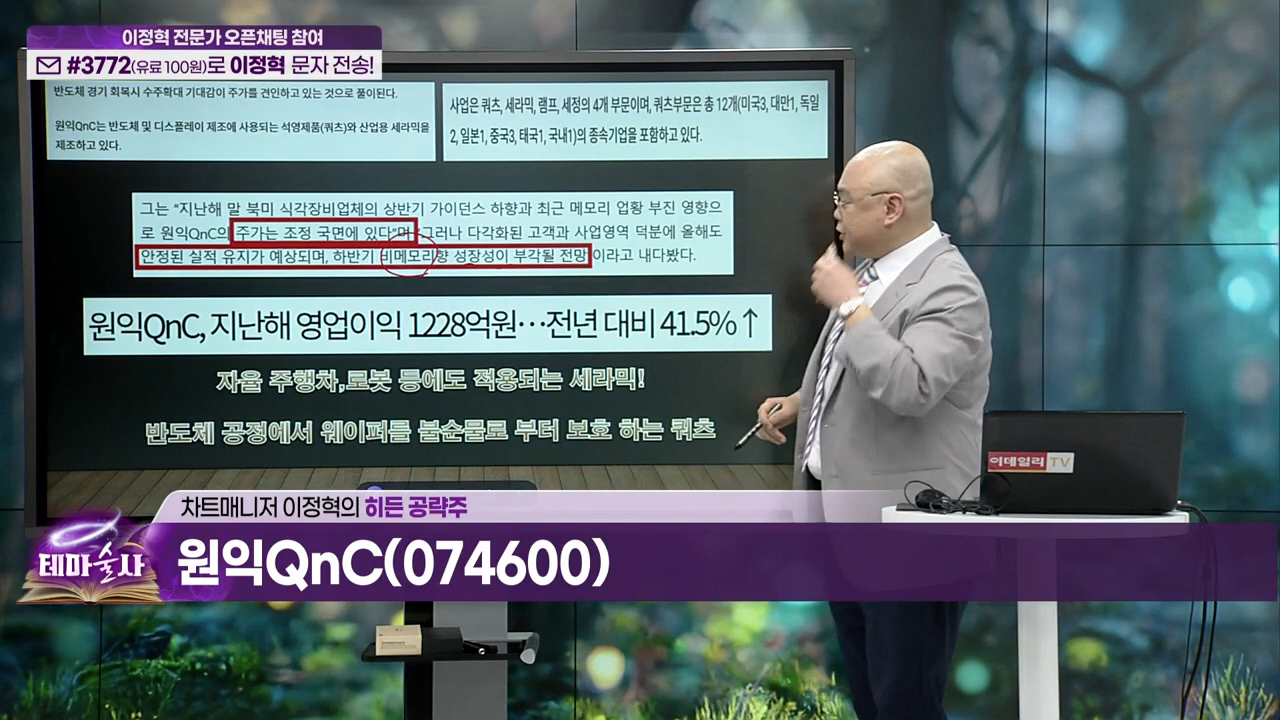 이정혁 전문가 오픈채팅 참여
#3772(유료 100원)로 이정혁 문자 전송!
반도체 경기 회복시 수주확대 기대감이 주가를 견인하고 있는 것으로 풀이된다.
원익QnC는 반도체 및 디스플레이 제조에 사용되는 석영제품(쿼츠)와 산업용 세라믹을
제조하고 있다.
사업은 쿼츠, 세라믹, 램프, 세정의 4개 부문이며, 쿼츠부문은 총 12개(미국3, 대만1, 독일
2, 일본1, 중국3, 태국1, 국내1)의 종속기업을 포함하고 있다.
그는 "지난해 말 북미 식각장비업체의 상반기 가이던스 하향과 최근 메모리 업황 부진 영향으
로 원익QnC의 주가는 조정 국면에 있다"며 "그러나 다각화된 고객과 사업영역 덕분에 올해도
안정된 실적 유지가 예상되며, 하반기 비메모리향 성장성이 부각될 전망"이라고 내다봤다.
원익QnC, 지난해 영업이익 1228억원…전년 대비 41.5%↑
자율 주행차,로봇 등에도 적용되는 세라믹!
반도체 공정에서 웨이퍼를 불순물로 부터 보호 하는 쿼츠
이데일리TV
차트매니저 이정혁의 히든 공략주
테마술사
원익QnC(074600)